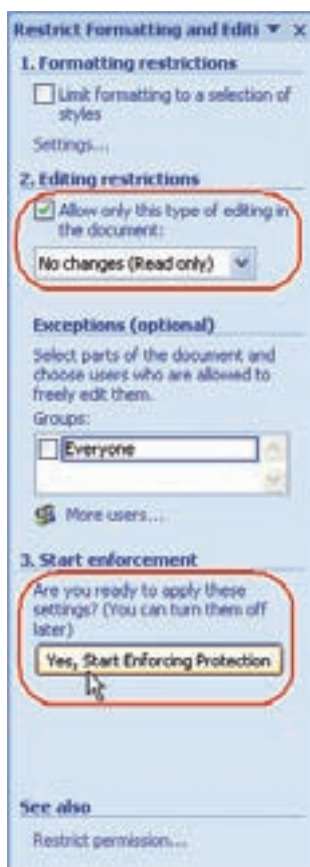 Restrict Formatting and Editi
1. Formatting restrictions
Limit formatting to a selection of
styles
Settings...
2. Editing restrictions
Allow only this type of editing in
the document:
No changes (Read only)
Exceptions (optional)
Select parts of the document and
choose users who are allowed to
freely edit them.
Groups:
Everyone
More users...
3. Start enforcement
Are you ready to apply these
settings? (You can turn them off
later)
Yes, Start Enforcing Protection
See also
Restrict permission...